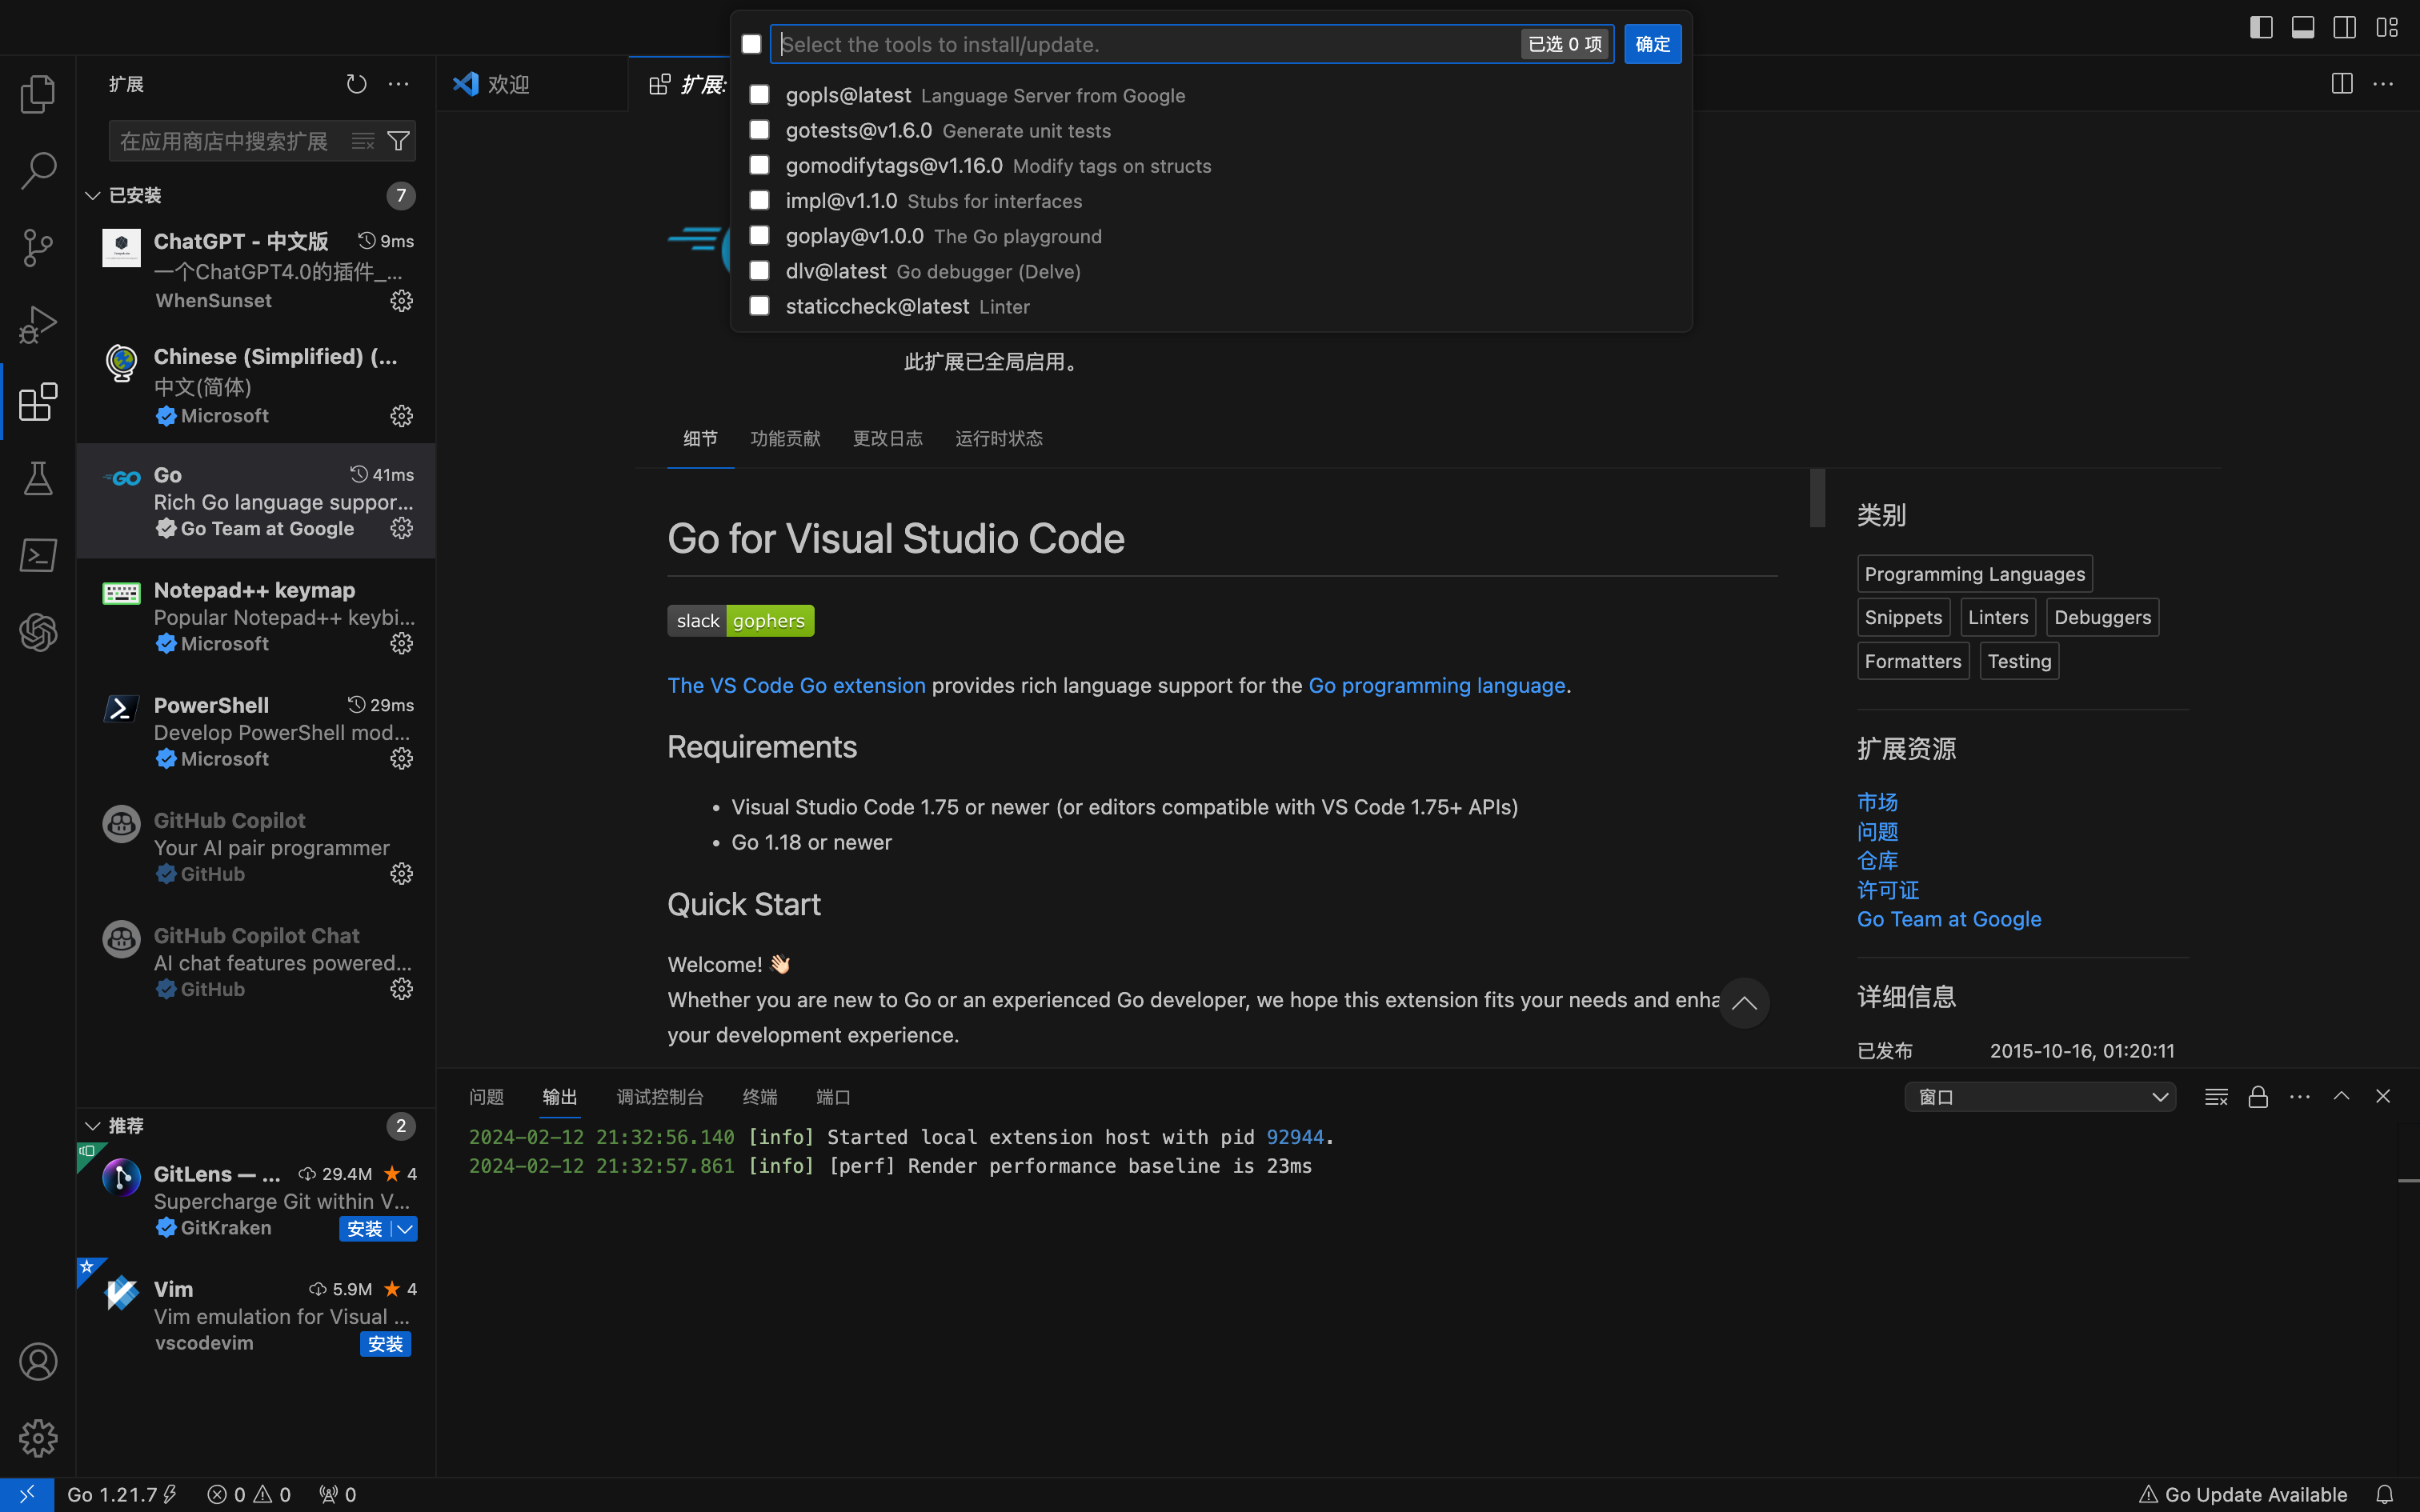 Select the tools to install/update.
已选 0 项
确定
gopls@latest Language Server from Google
gotests@v1.6.0 Generate unit tests
gomodifytags@v1.16.0 Modify tags on structs
impl@v1.1.0 Stubs for interfaces
goplay@v1.0.0 The Go playground
dlv@latest Go debugger (Delve)
staticcheck@latest Linter
扩展
在应用商店中搜索扩展
已安装 7
ChatGPT - 中文版 9ms
一个ChatGPT4.0的插件_...
WhenSunset
Chinese (Simplified) (...
中文(简体)
Microsoft
Go 41ms
Rich Go language suppor...
Go Team at Google
Notepad++ keymap
Popular Notepad++ keybi...
Microsoft
PowerShell 29ms
Develop PowerShell mod...
Microsoft
GitHub Copilot
Your AI pair programmer
GitHub
GitHub Copilot Chat
AI chat features powered...
GitHub
推荐 2
GitLens — ... 29.4M ★ 4
Supercharge Git within V...
GitKraken 安装
Vim 5.9M ★ 4
Vim emulation for Visual ...
vscodevim 安装
欢迎
扩展:
此扩展已全局启用。
细节 功能贡献 更改日志 运行时状态
Go for Visual Studio Code
slack gophers
The VS Code Go extension provides rich language support for the Go programming language.
Requirements
• Visual Studio Code 1.75 or newer (or editors compatible with VS Code 1.75+ APIs)
• Go 1.18 or newer
Quick Start
Welcome! 👋🏻
Whether you are new to Go or an experienced Go developer, we hope this extension fits your needs and enha
your development experience.
类别
Programming Languages
Snippets Linters Debuggers
Formatters Testing
扩展资源
市场
问题
仓库
许可证
Go Team at Google
详细信息
已发布 2015-10-16, 01:20:11
问题 输出 调试控制台 终端 端口
窗口
2024-02-12 21:32:56.140 [info] Started local extension host with pid 92944.
2024-02-12 21:32:57.861 [info] [perf] Render performance baseline is 23ms
Go 1.21.7 0 0 0
Go Update Available